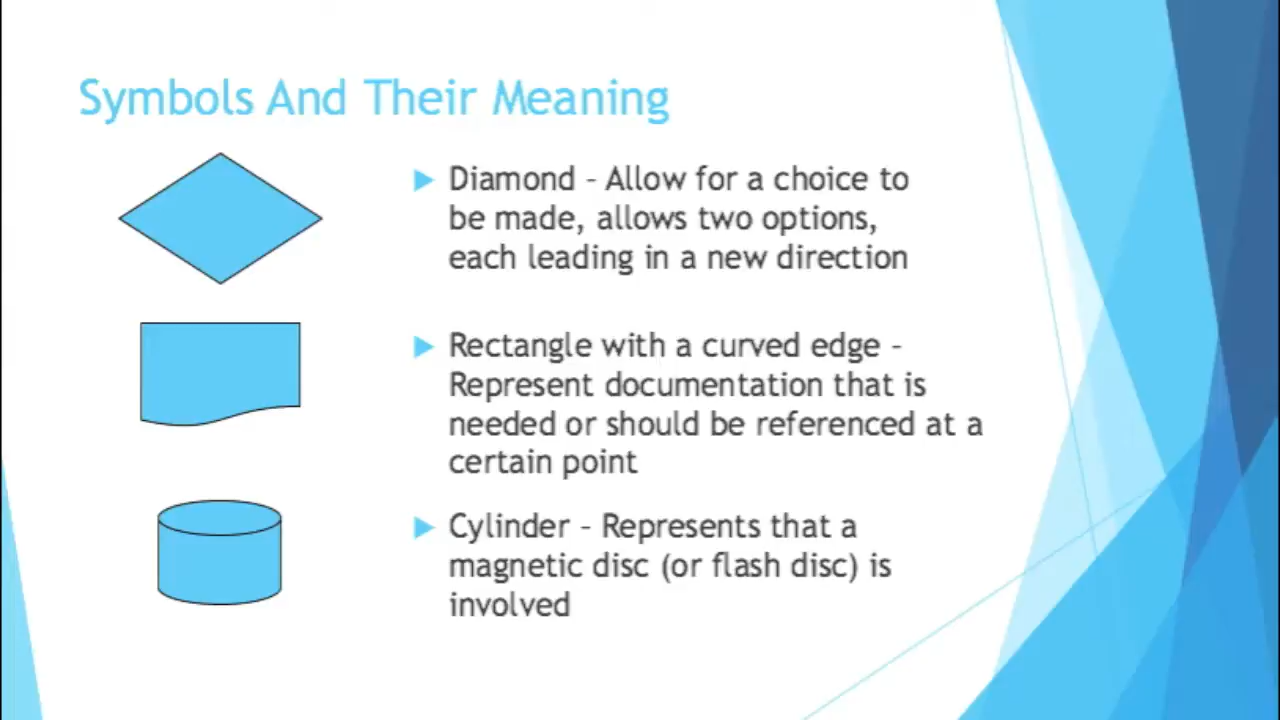 Symbols And Their Meaning
Diamond – Allow for a choice to
be made, allows two options,
each leading in a new direction
Rectangle with a curved edge –
Represent documentation that is
needed or should be referenced at a
certain point
Cylinder – Represents that a
magnetic disc (or flash disc) is
involved